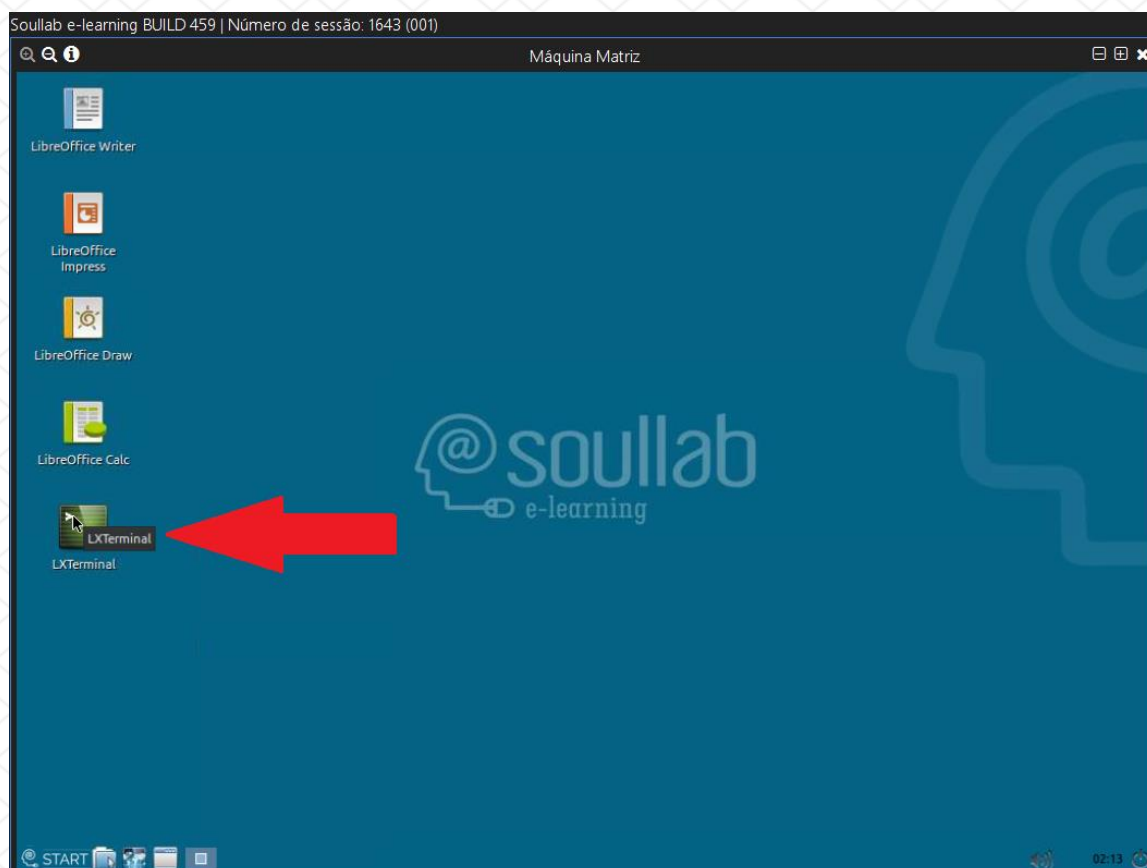 Soullab e-learning BUILD 459 | Número de sessão: 1643 (001)
Máquina Matriz
LibreOffice Writer
LibreOffice
Impress
LibreOffice Draw
LibreOffice Calc
LXTerminal
LXTerminal
@ soullab
e-learning
START
02:13